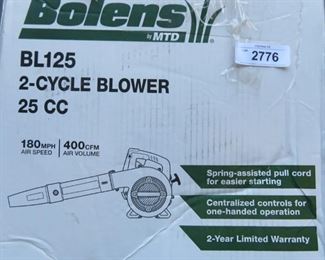 Bolens
by MTD
2776
BL125
2-CYCLE BLOWER
25 CC
180MPH 400CFM
AIR SPEED AIR VOLUME
Spring-assisted pull cord
for easier starting
Centralized controls for
one-handed operation
2-Year Limited Warranty